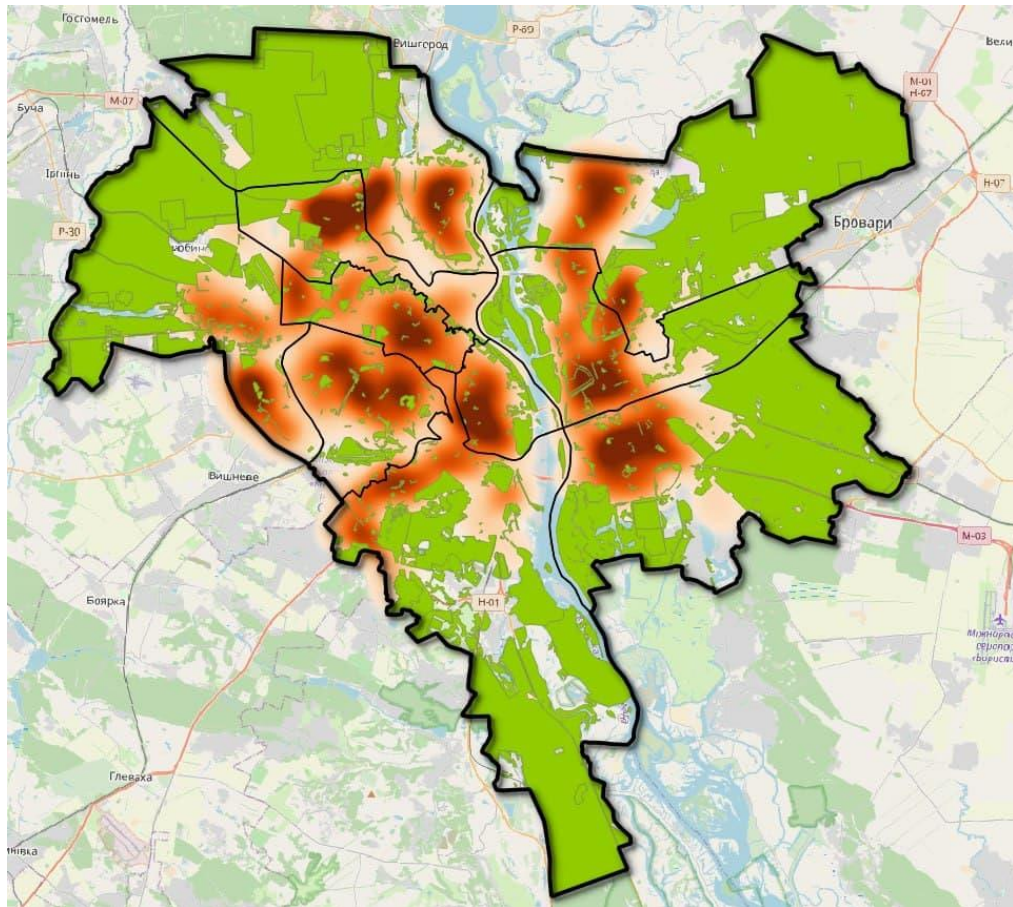 Гостомель
Вишгород
Р-69
Вели
М-01
Н-07
М-07
Буча
Ірпінь
Н-07
Р-30
Бровари
Вишневе
М-03
Боярка
Н-01
Глеваха